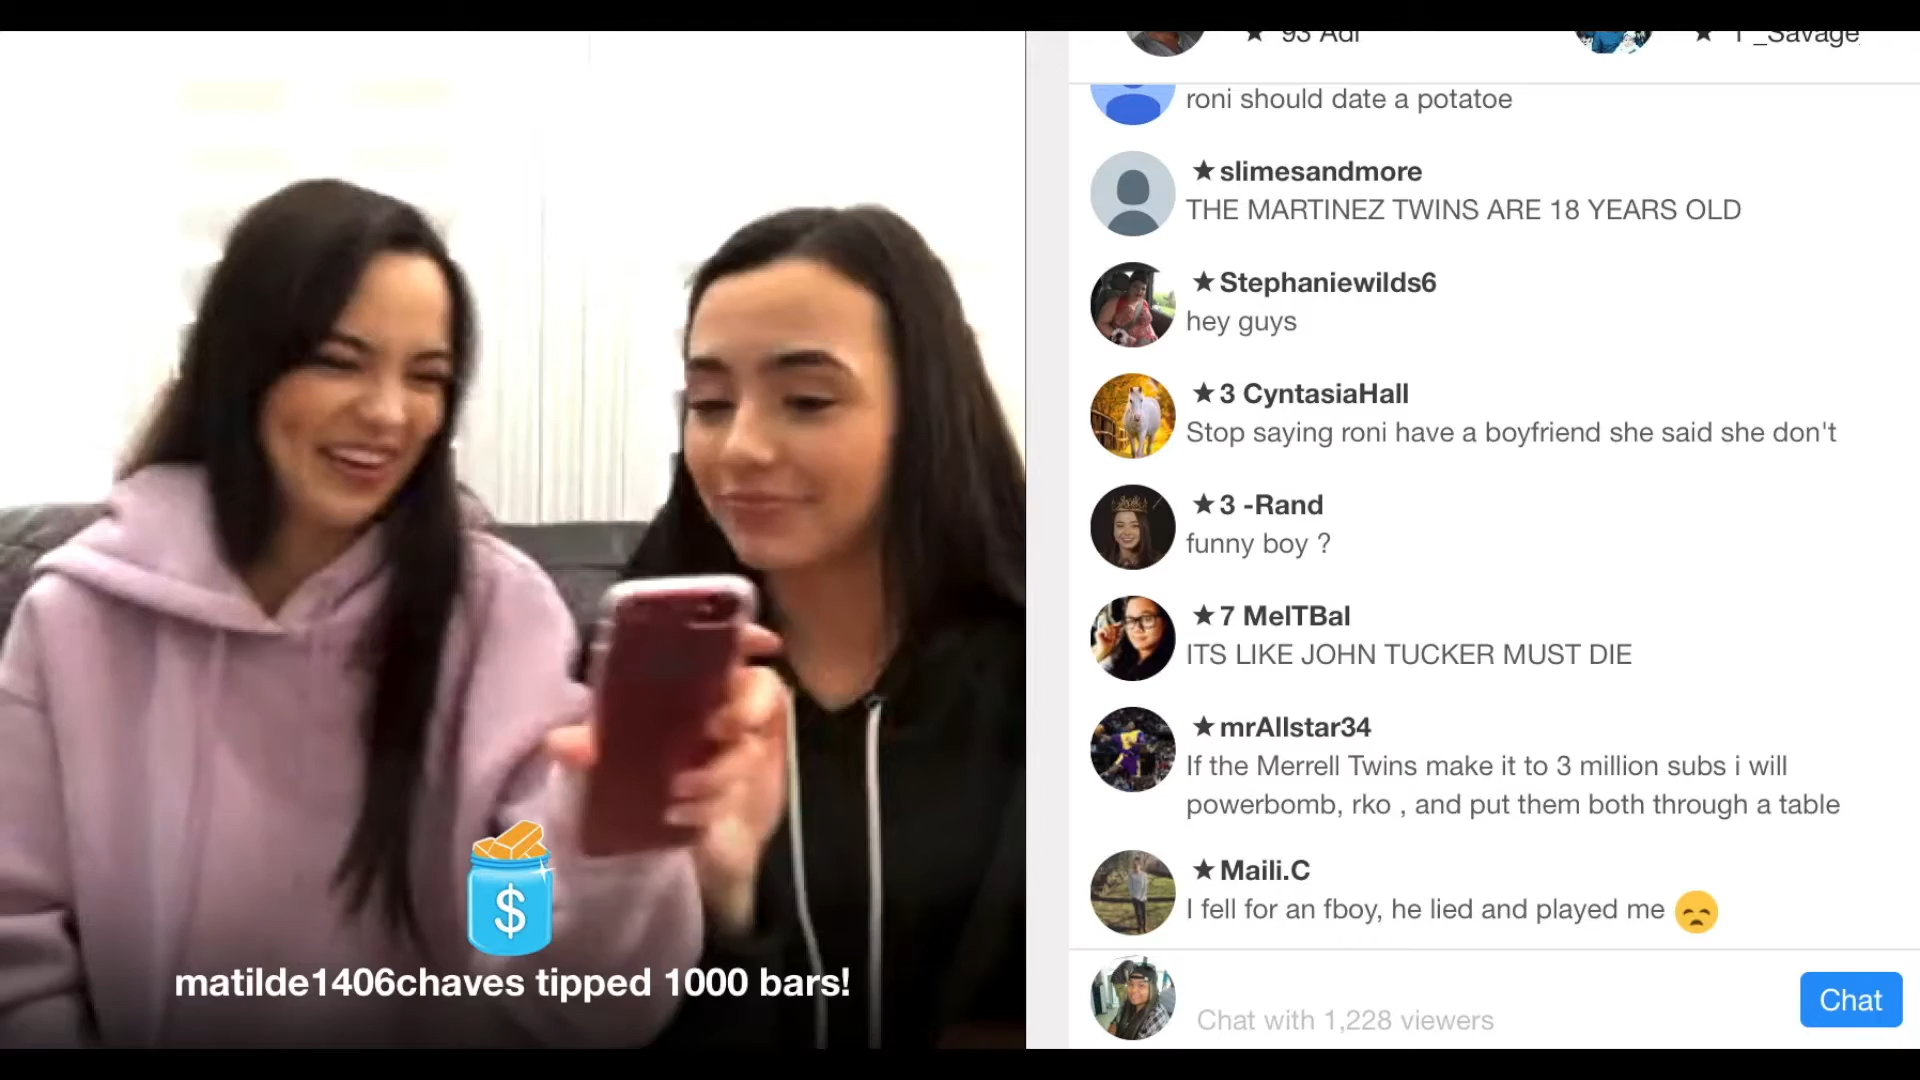 ★ 93 Adi
★ 1 _Savage
roni should date a potatoe
★ slimesandmore
THE MARTINEZ TWINS ARE 18 YEARS OLD
★ Stephaniewilds6
hey guys
★ 3 CyntasiaHall
Stop saying roni have a boyfriend she said she don't
★ 3 -Rand
funny boy ?
★ 7 MelTBal
ITS LIKE JOHN TUCKER MUST DIE
★ mrAllstar34
If the Merrell Twins make it to 3 million subs i will
powerbomb, rko , and put them both through a table
★ Maili.C
I fell for an fboy, he lied and played me 😞
$
matilde1406chaves tipped 1000 bars!
Chat with 1,228 viewers
Chat